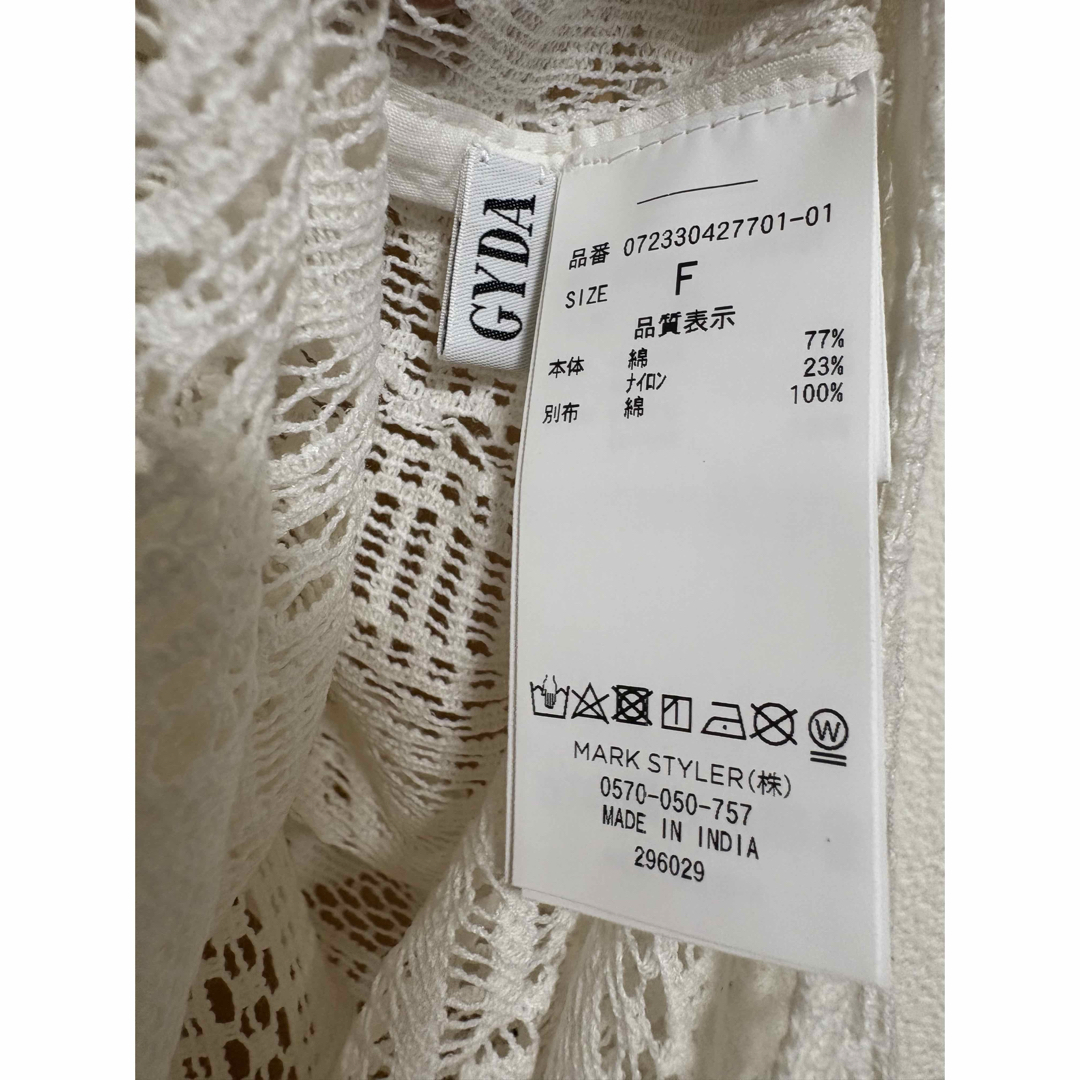 GYDA
品番 072330427701-01
SIZE F
品質表示
本体 綿 77%
ナイロン 23%
別布 綿 100%
W
MARK STYLER(株)
0570-050-757
MADE IN INDIA
296029